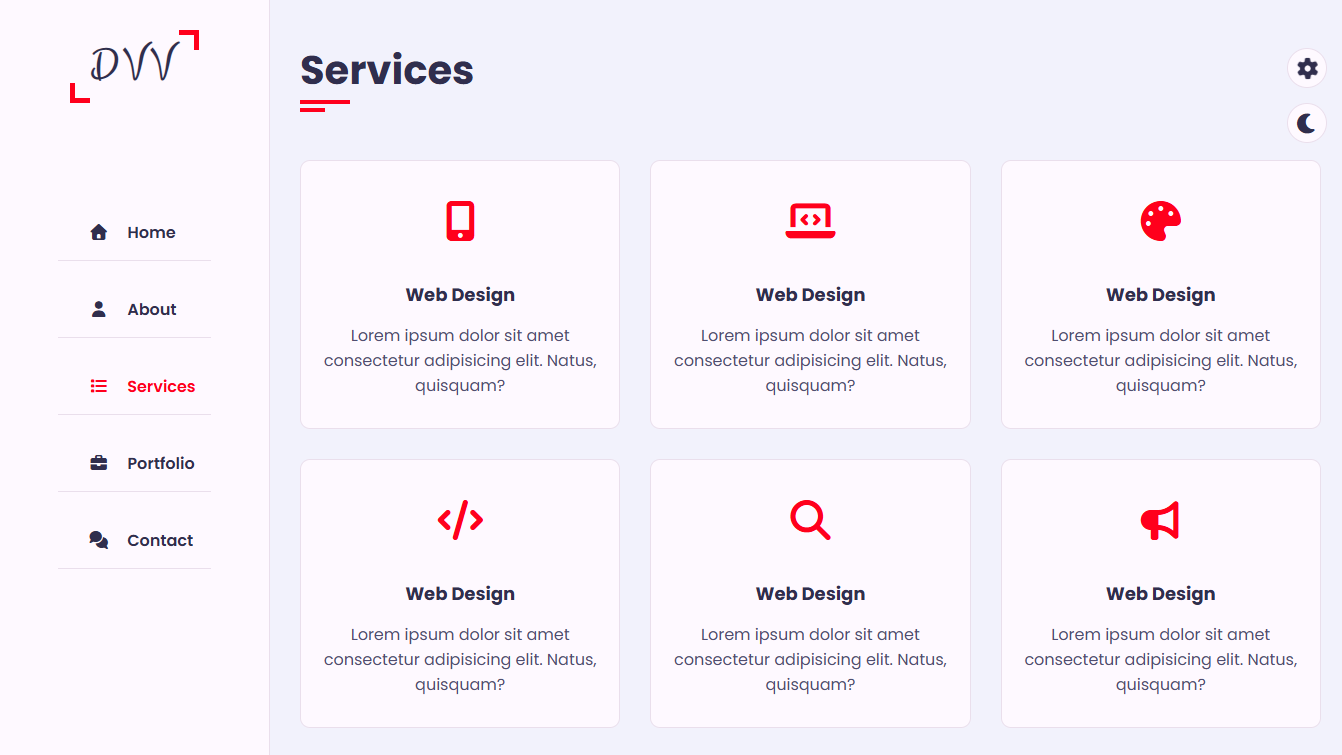 DVV
Home
About
Services
Portfolio
Contact
Services
Web Design
Lorem ipsum dolor sit amet
consectetur adipisicing elit. Natus,
quisquam?
Web Design
Lorem ipsum dolor sit amet
consectetur adipisicing elit. Natus,
quisquam?
Web Design
Lorem ipsum dolor sit amet
consectetur adipisicing elit. Natus,
quisquam?
Web Design
Lorem ipsum dolor sit amet
consectetur adipisicing elit. Natus,
quisquam?
Web Design
Lorem ipsum dolor sit amet
consectetur adipisicing elit. Natus,
quisquam?
Web Design
Lorem ipsum dolor sit amet
consectetur adipisicing elit. Natus,
quisquam?